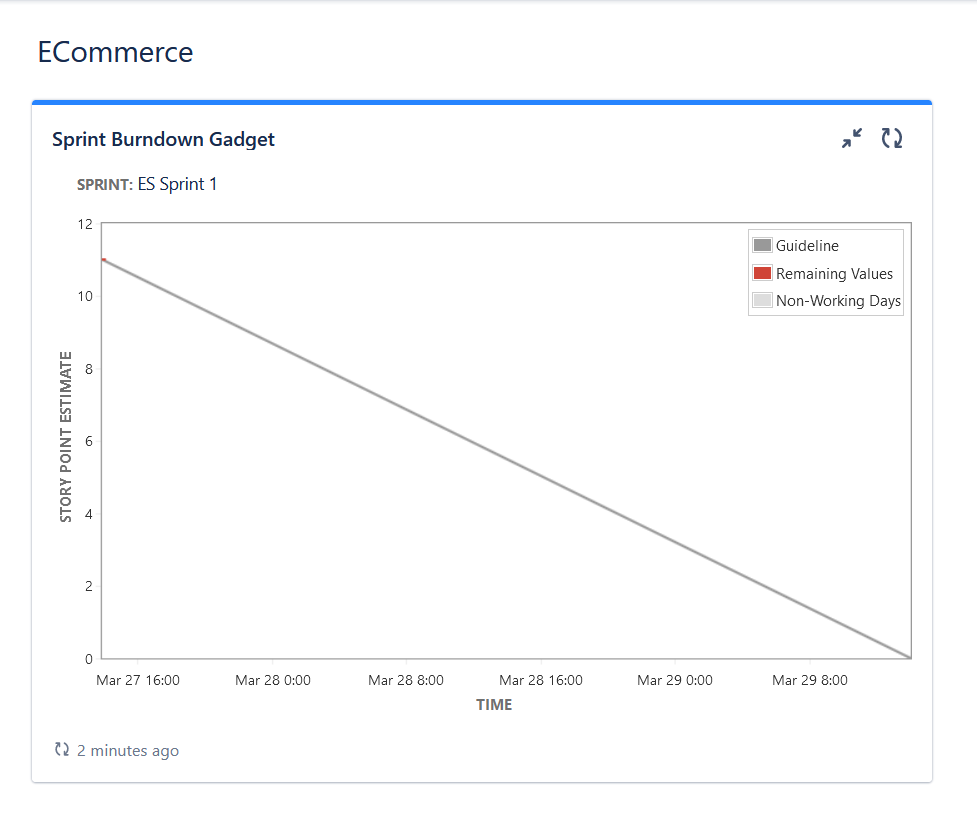 ECommerce
Sprint Burndown Gadget
SPRINT: ES Sprint 1
12
10
8
6
4
2
0
STORY POINT ESTIMATE
Guideline
Remaining Values
Non-Working Days
Mar 27 16:00 Mar 28 0:00 Mar 28 8:00 Mar 28 16:00 Mar 29 0:00 Mar 29 8:00
TIME
2 minutes ago